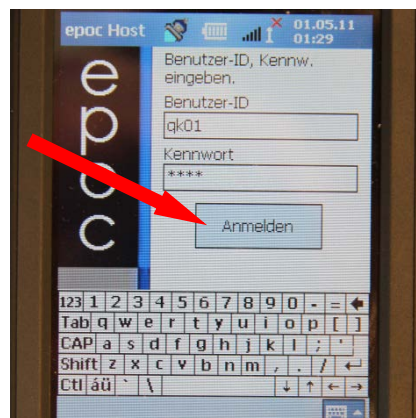 epoc Host 01.05.11
01:29
epoc
Benutzer-ID, Kennw.
eingeben.
Benutzer-ID
qk01
Kennwort
****
Anmelden
123 1 2 3 4 5 6 7 8 9 0 - =
Tab q w e r t y u i o p [ ]
CAP a s d f g h j k l ; '
Shift z x c v b n m , . /
Ctl áü ` \